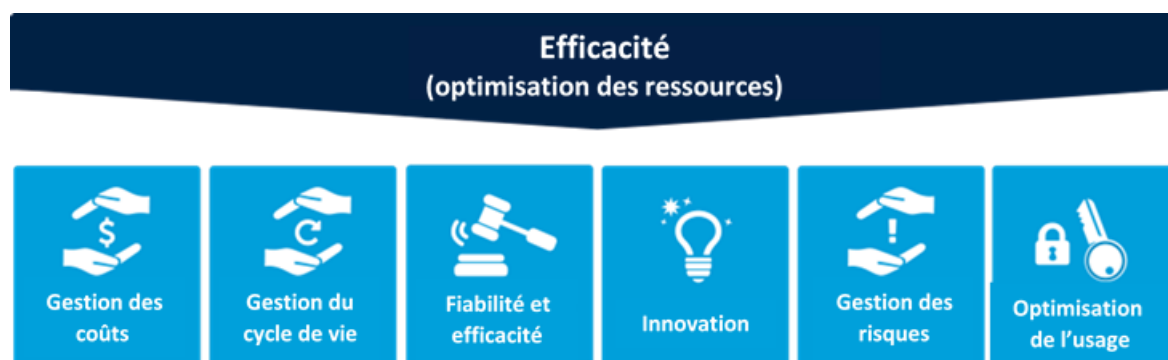 Efficacité
(optimisation des ressources)
$
Gestion des
coûts
Gestion du
cycle de vie
Fiabilité et
efficacité
Innovation
!
Gestion des
risques
Optimisation
de l’usage